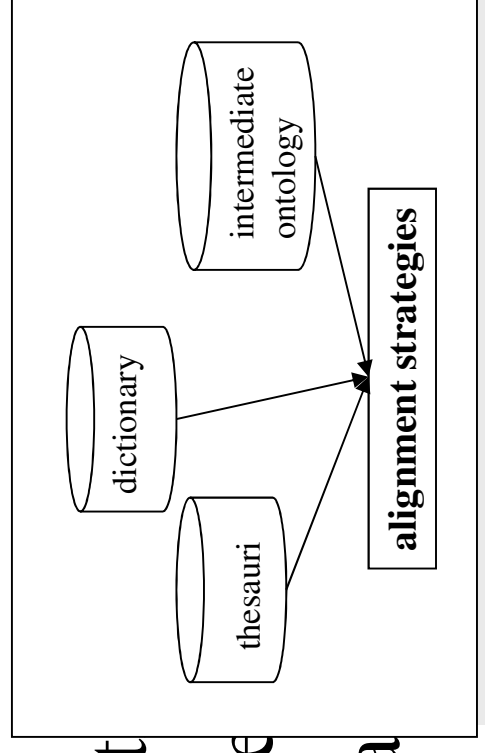 thesauri
dictionary
intermediate
ontology
alignment strategies
t
e
a